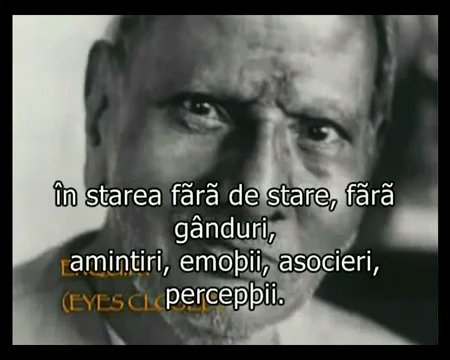 în starea fãrã de stare, fãrã
gânduri,
amintiri, emoþii, asocieri,
percepþii.
(EYES CLOSED)